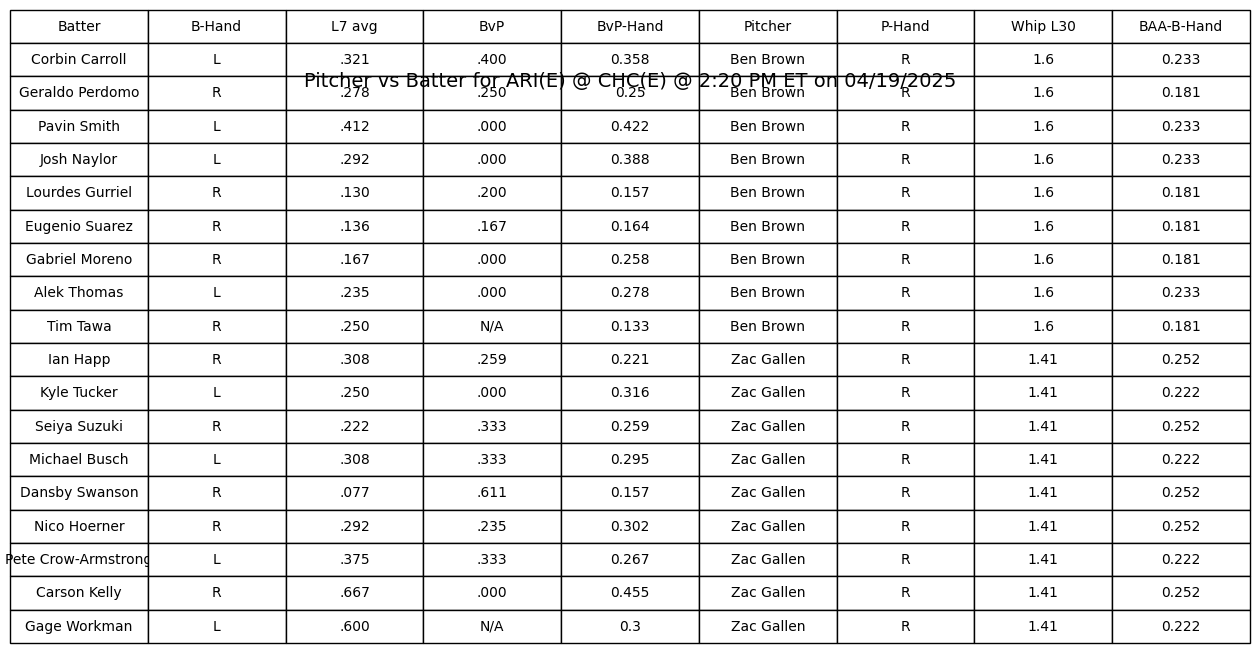 Batter B-Hand L7 avg BvP BvP-Hand Pitcher P-Hand Whip L30 BAA-B-Hand
Corbin Carroll L .321 .400 0.358 Ben Brown R 1.6 0.233
Pitcher vs Batter for ARI(E) @ CHC(E) @ 2:20 PM ET on 04/19/2025
Geraldo Perdomo R .278 .250 0.25 Ben Brown R 1.6 0.181
Pavin Smith L .412 .000 0.422 Ben Brown R 1.6 0.233
Josh Naylor L .292 .000 0.388 Ben Brown R 1.6 0.233
Lourdes Gurriel R .130 .200 0.157 Ben Brown R 1.6 0.181
Eugenio Suarez R .136 .167 0.164 Ben Brown R 1.6 0.181
Gabriel Moreno R .167 .000 0.258 Ben Brown R 1.6 0.181
Alek Thomas L .235 .000 0.278 Ben Brown R 1.6 0.233
Tim Tawa R .250 N/A 0.133 Ben Brown R 1.6 0.181
Ian Happ R .308 .259 0.221 Zac Gallen R 1.41 0.252
Kyle Tucker L .250 .000 0.316 Zac Gallen R 1.41 0.222
Seiya Suzuki R .222 .333 0.259 Zac Gallen R 1.41 0.252
Michael Busch L .308 .333 0.295 Zac Gallen R 1.41 0.222
Dansby Swanson R .077 .611 0.157 Zac Gallen R 1.41 0.252
Nico Hoerner R .292 .235 0.302 Zac Gallen R 1.41 0.252
Pete Crow-Armstrong L .375 .333 0.267 Zac Gallen R 1.41 0.222
Carson Kelly R .667 .000 0.455 Zac Gallen R 1.41 0.252
Gage Workman L .600 N/A 0.3 Zac Gallen R 1.41 0.222